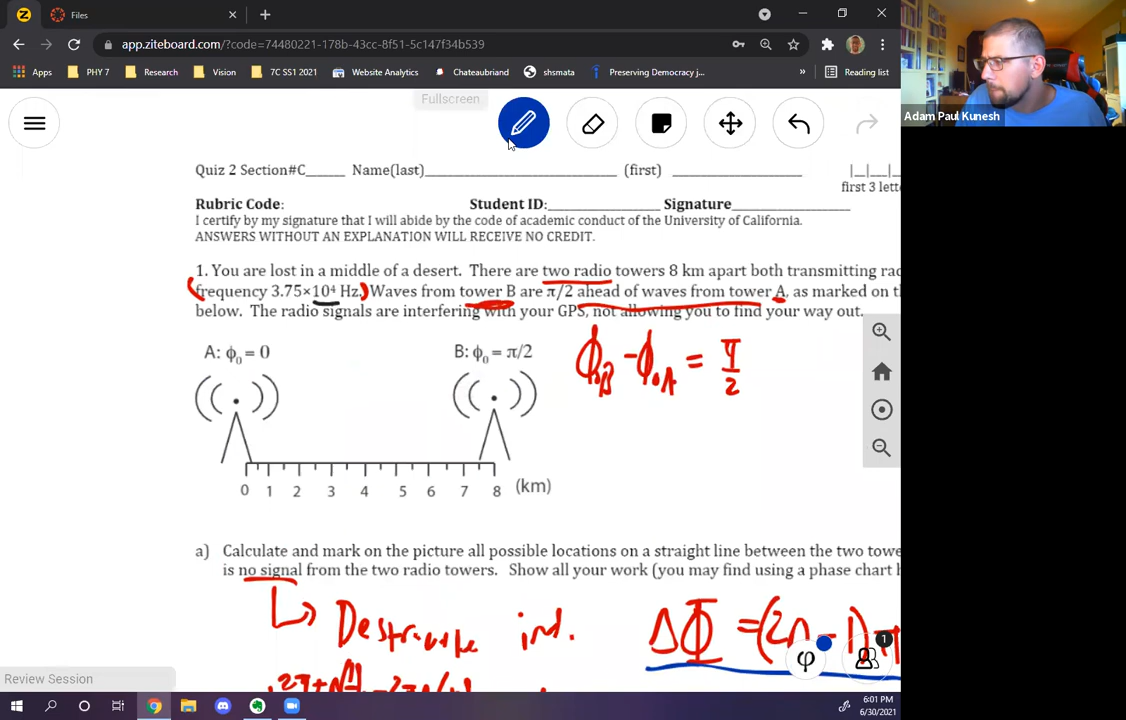 Files
app.ziteboard.com/?code=74480221-178b-43cc-8f51-5c147f34b539
Apps PHY 7 Research Vision 7C SS1 2021 Website Analytics Chateaubriand shsmata Preserving Democracy j... » Reading list
Adam Paul Kunesh
Fullscreen
Quiz 2 Section#C______ Name(last)____________________________ (first) ____________________ |__|___|_
first 3 lett
Rubric Code: Student ID:________________ Signature__________________
I certify by my signature that I will abide by the code of academic conduct of the University of California.
ANSWERS WITHOUT AN EXPLANATION WILL RECEIVE NO CREDIT.
1. You are lost in a middle of a desert. There are two radio towers 8 km apart both transmitting rad
frequency 3.75×10⁴ Hz. Waves from tower B are π/2 ahead of waves from tower A, as marked on th
below. The radio signals are interfering with your GPS, not allowing you to find your way out.
A: ϕ₀ = 0 B: ϕ₀ = π/2
ϕ₀B - ϕ₀A = π/2
0 1 2 3 4 5 6 7 8 (km)
a) Calculate and mark on the picture all possible locations on a straight line between the two towe
is no signal from the two radio towers. Show all your work (you may find using a phase chart h
Destructive int. ΔΦ = (2n-1)π
1
Review Session
6:01 PM
6/30/2021